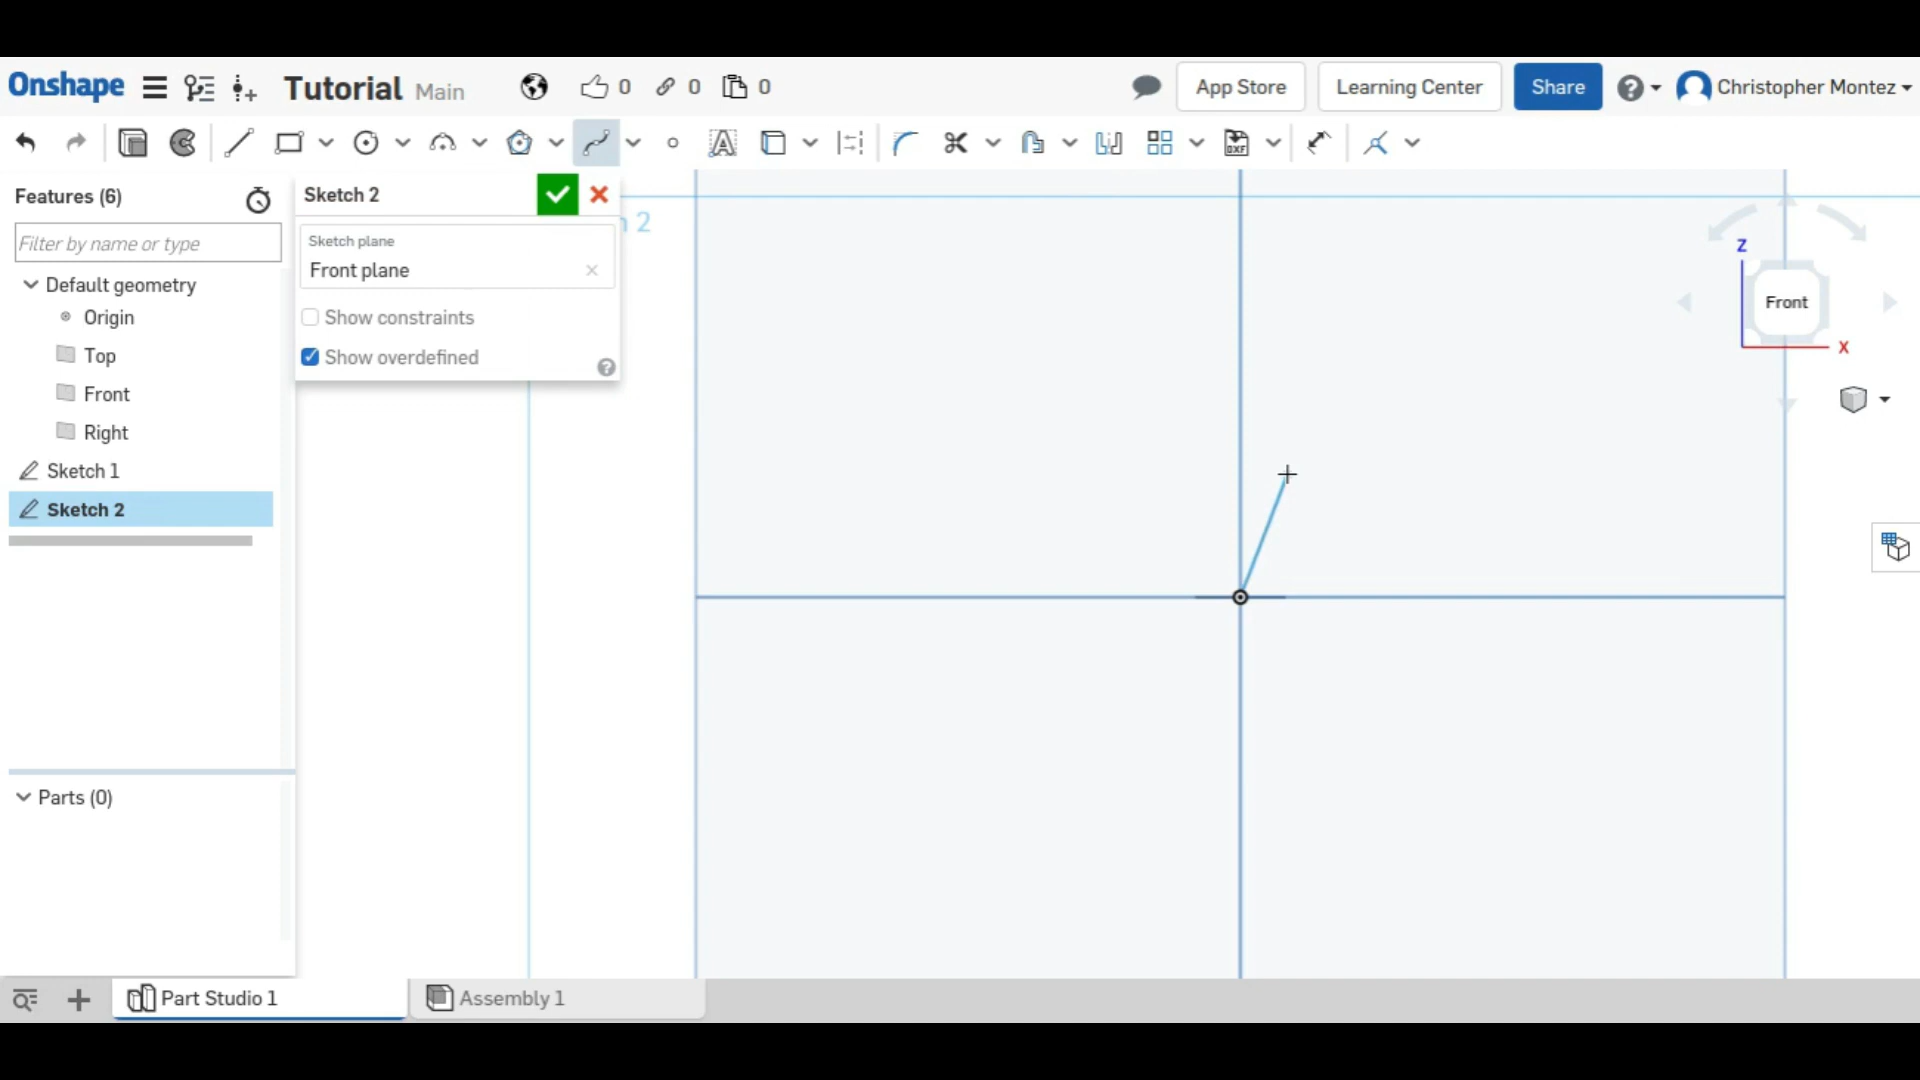 Onshape Tutorial Main 0 0 0 App Store Learning Center Share Christopher Montez
DXF
Features (6)
Filter by name or type
Default geometry
Origin
Top
Front
Right
Sketch 1
Sketch 2
Parts (0)
Sketch 2
Sketch plane
Front plane
Show constraints
Show overdefined
2
Z
Front
X
Part Studio 1
Assembly 1